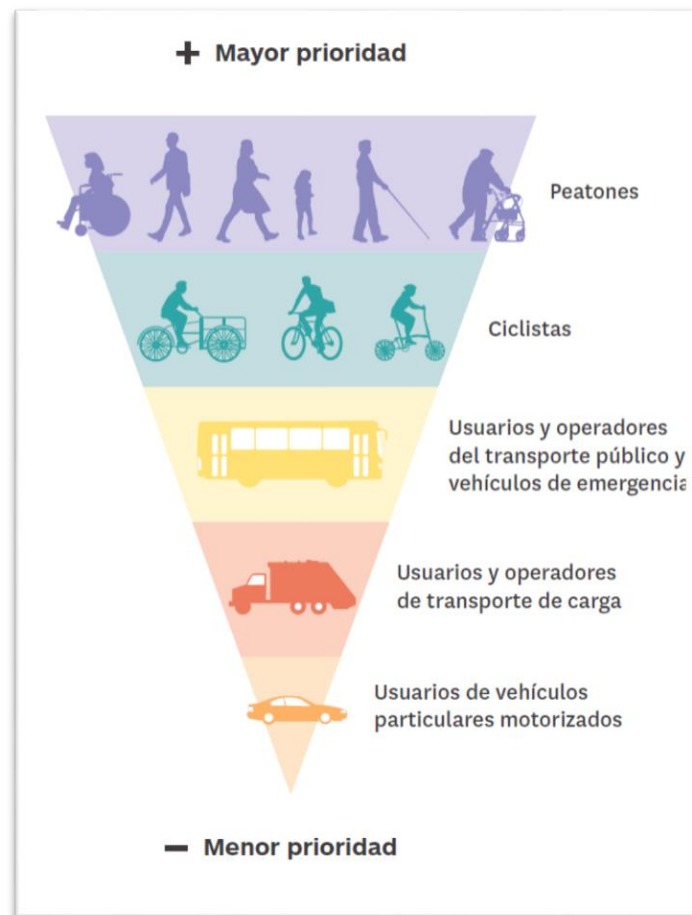 + Mayor prioridad
Peatones
Ciclistas
Usuarios y operadores
del transporte público y
vehículos de emergencia
Usuarios y operadores
de transporte de carga
Usuarios de vehículos
particulares motorizados
− Menor prioridad